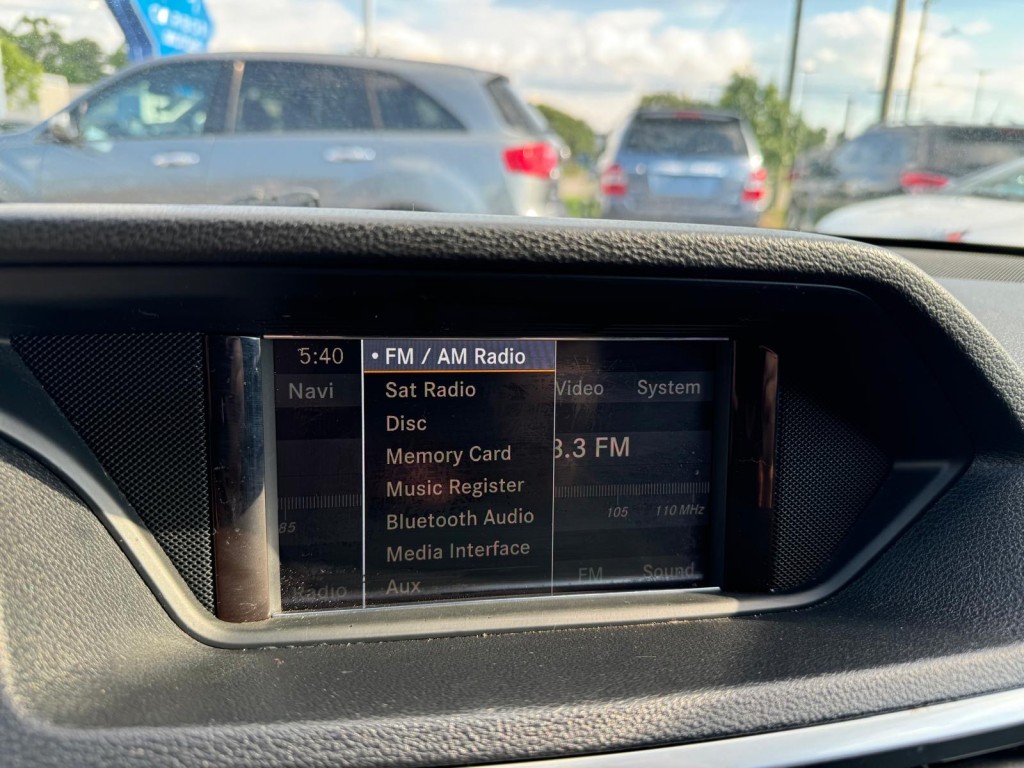 5:40
• FM / AM Radio
Navi
Sat Radio
Video
System
Disc
Memory Card
3.3 FM
Music Register
85
Bluetooth Audio
105
110 MHz
Media Interface
Radio
Aux
FM
Sound